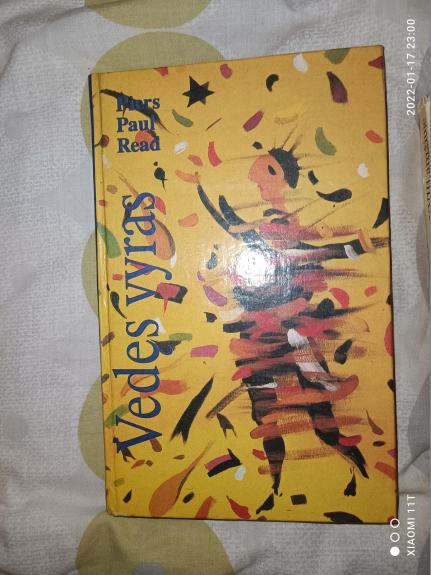 Piers
Paul
Read
Vedes vyras
2022-01-17 23:00
XIAOMI 11T